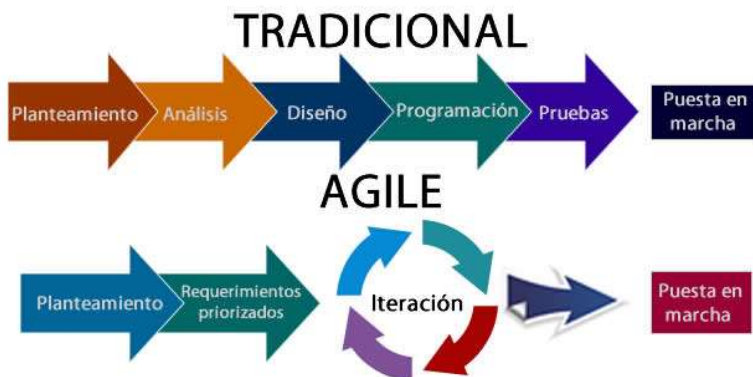 TRADICIONAL
Planteamiento
Análisis
Diseño
Programación
Pruebas
Puesta en
marcha
AGILE
Planteamiento
Requerimientos
priorizados
Iteración
Puesta en
marcha